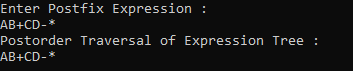 Enter Postfix Expression :
AB+CD-*
Postorder Traversal of Expression Tree :
AB+CD-*